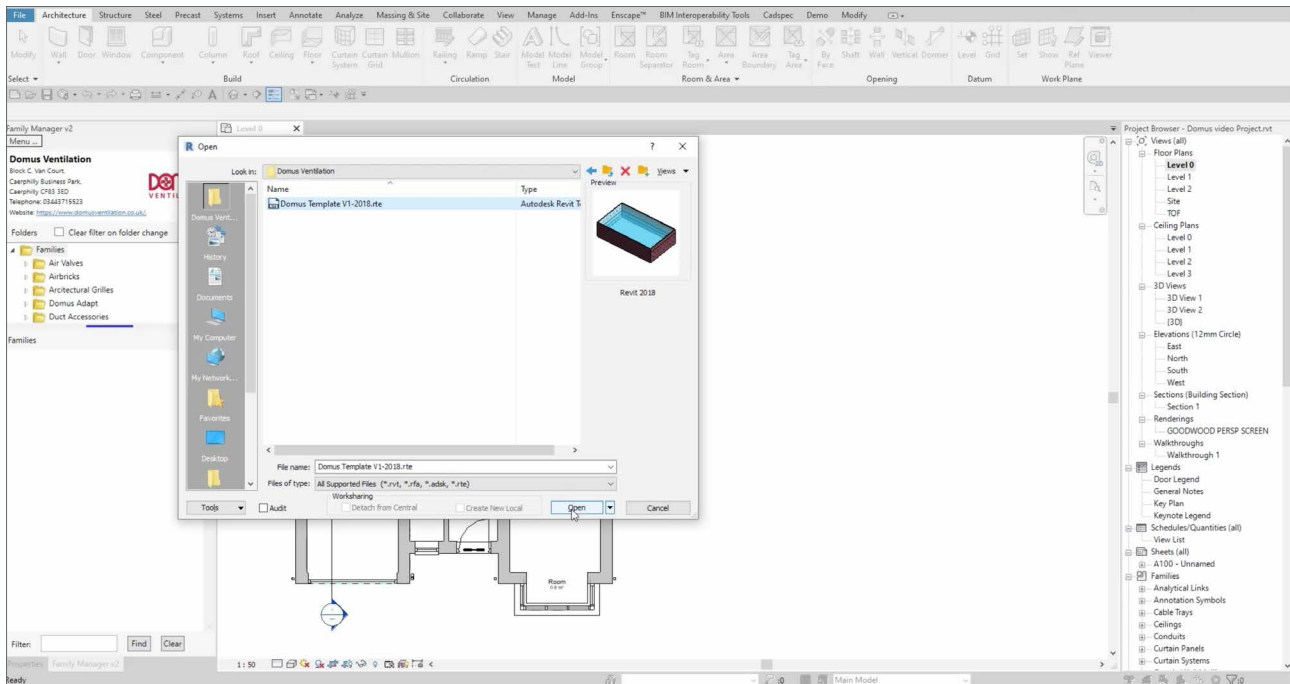 File Architecture Structure Steel Precast Systems Insert Annotate Analyze Massing & Site Collaborate View Manage Add-Ins Enscape™ BIM Interoperability Tools Cadspec Demo Modify
Modify Wall Door Window Component Column Roof Ceiling Floor Curtain System Curtain Grid Mullion Railing Ramp Stair Model Text Model Line Model Group Room Room Separator Tag Room Area Area Boundary Tag Area By Face Shaft Wall Vertical Dormer Level Grid Set Show Ref Plane Viewer
Select Build Circulation Model Room & Area Opening Datum Work Plane
Family Manager v2
Level 0
Project Browser - Domus video Project.rvt
Menu ...
Domus Ventilation
Block C, Van Court,
Caerphilly Business Park,
Caerphilly CF83 3ED
Telephone: 03443715523
Website: https://www.domusventilation.co.uk/.
Folders Clear filter on folder change
Families
Air Valves
Airbricks
Arcitectural Grilles
Domus Adapt
Duct Accessories
Families
Filter: Find Clear
Properties Family Manager v2
Ready
Open
? X
Look in: Domus Ventilation
Views
Name Type
Domus Template V1-2018.rte Autodesk Revit T
Preview
Revit 2018
Domus Vent...
History
Documents
My Computer
My Network...
Favorites
Desktop
File name: Domus Template V1-2018.rte
Files of type: All Supported Files (*.rvt, *.rfa, *.adsk, *.rte)
Worksharing
Tools Audit Detach from Central Create New Local Open Cancel
Room
1 : 50
:0 Main Model
:0
Views (all)
Floor Plans
Level 0
Level 1
Level 2
Site
TOF
Ceiling Plans
Level 0
Level 1
Level 2
Level 3
3D Views
3D View 1
3D View 2
{3D}
Elevations (12mm Circle)
East
North
South
West
Sections (Building Section)
Section 1
Renderings
GOODWOOD PERSP SCREEN
Walkthroughs
Walkthrough 1
Legends
Door Legend
General Notes
Key Plan
Keynote Legend
Schedules/Quantities (all)
View List
Sheets (all)
A100 - Unnamed
Families
Analytical Links
Annotation Symbols
Cable Trays
Ceilings
Conduits
Curtain Panels
Curtain Systems